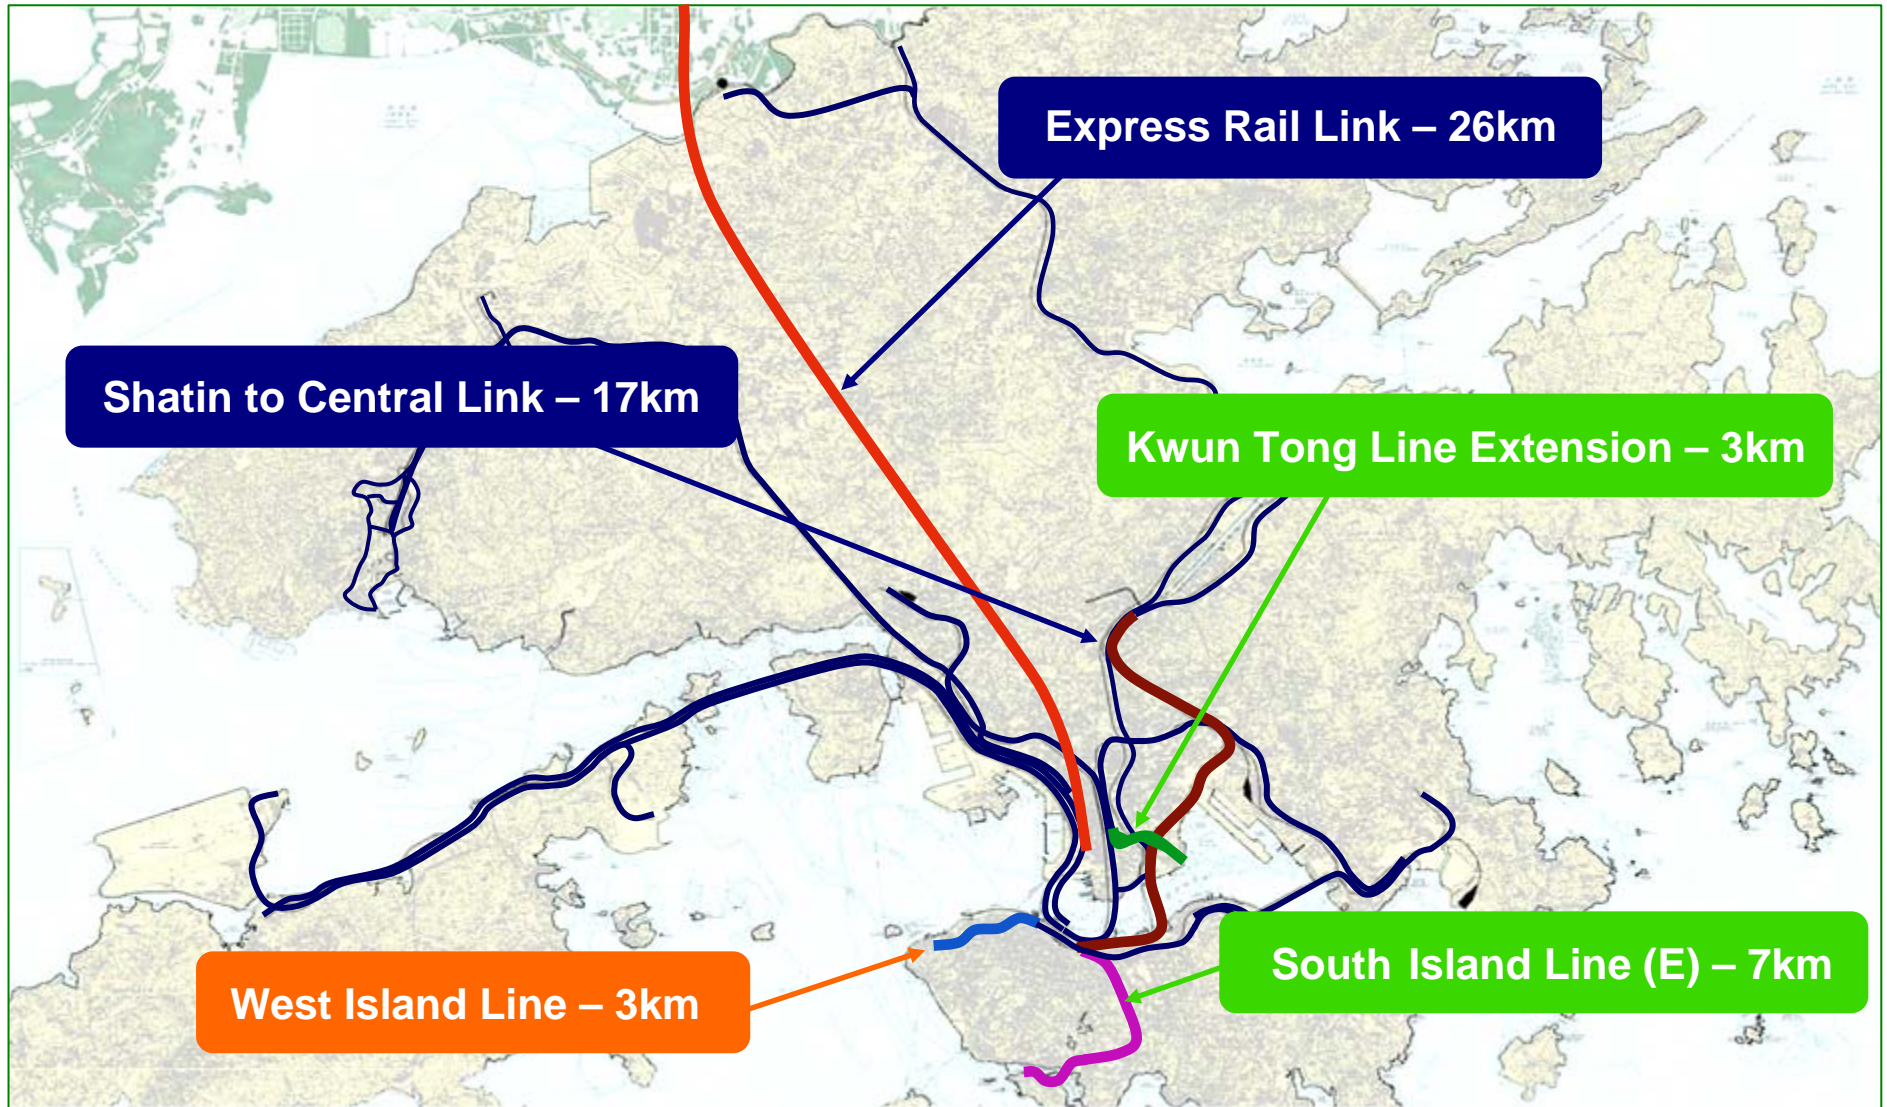 Express Rail Link – 26km
Shatin to Central Link – 17km
Kwun Tong Line Extension – 3km
South Island Line (E) – 7km
West Island Line – 3km